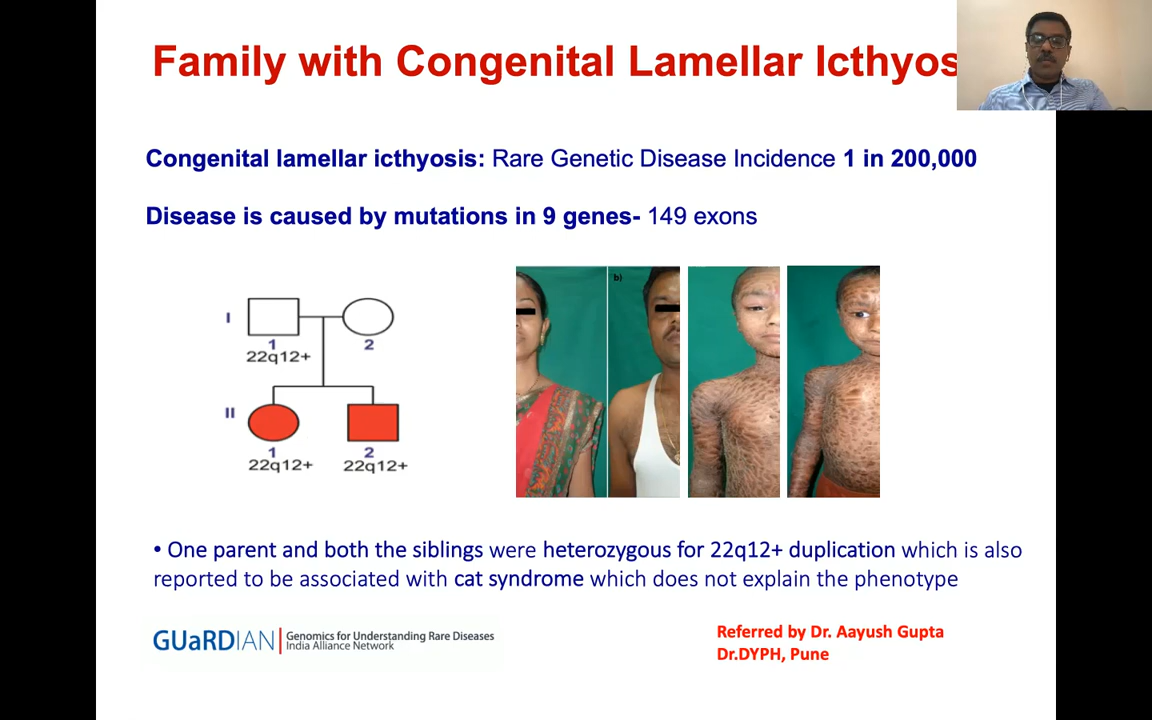 Family with Congenital Lamellar Icthyos
Congenital lamellar icthyosis: Rare Genetic Disease Incidence 1 in 200,000
Disease is caused by mutations in 9 genes- 149 exons
I
1
2
22q12+
II
1
2
22q12+
22q12+
b)
• One parent and both the siblings were heterozygous for 22q12+ duplication which is also
reported to be associated with cat syndrome which does not explain the phenotype
GUaRDIAN
Genomics for Understanding Rare Diseases
India Alliance Network
Referred by Dr. Aayush Gupta
Dr.DYPH, Pune